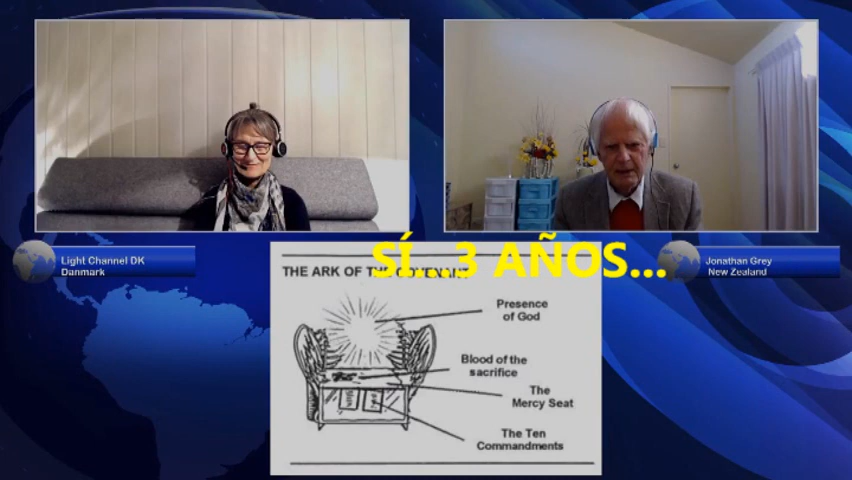 Light Channel DK
Danmark
SÍ...3 AÑOS...
Jonathan Grey
New Zealand
THE ARK OF THE COVENANT
Presence
of God
Blood of the
sacrifice
The
Mercy Seat
The Ten
Commandments